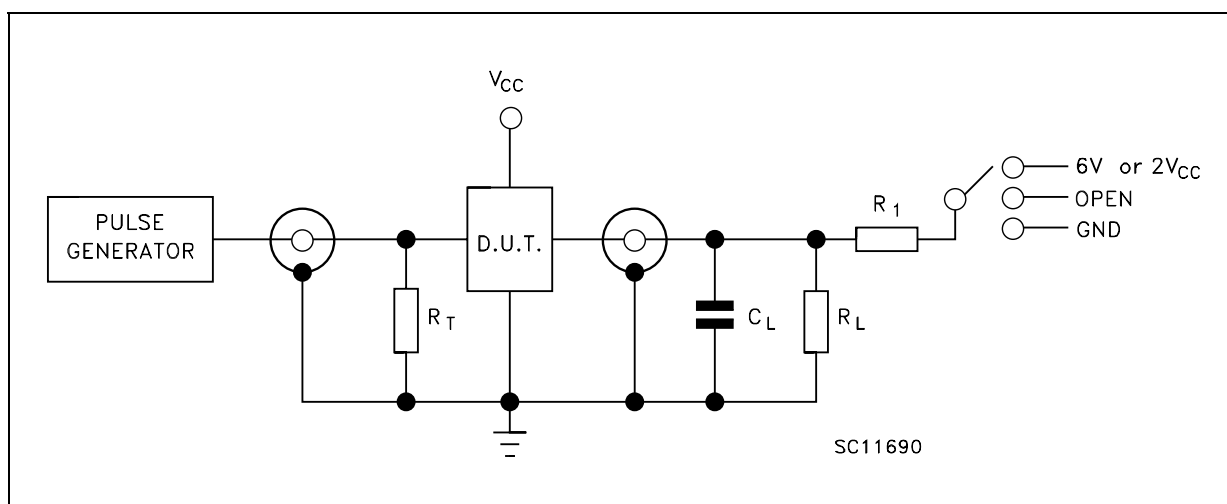 VCC
PULSE
GENERATOR
D.U.T.
RT
CL
RL
R1
6V or 2VCC
OPEN
GND
SC11690